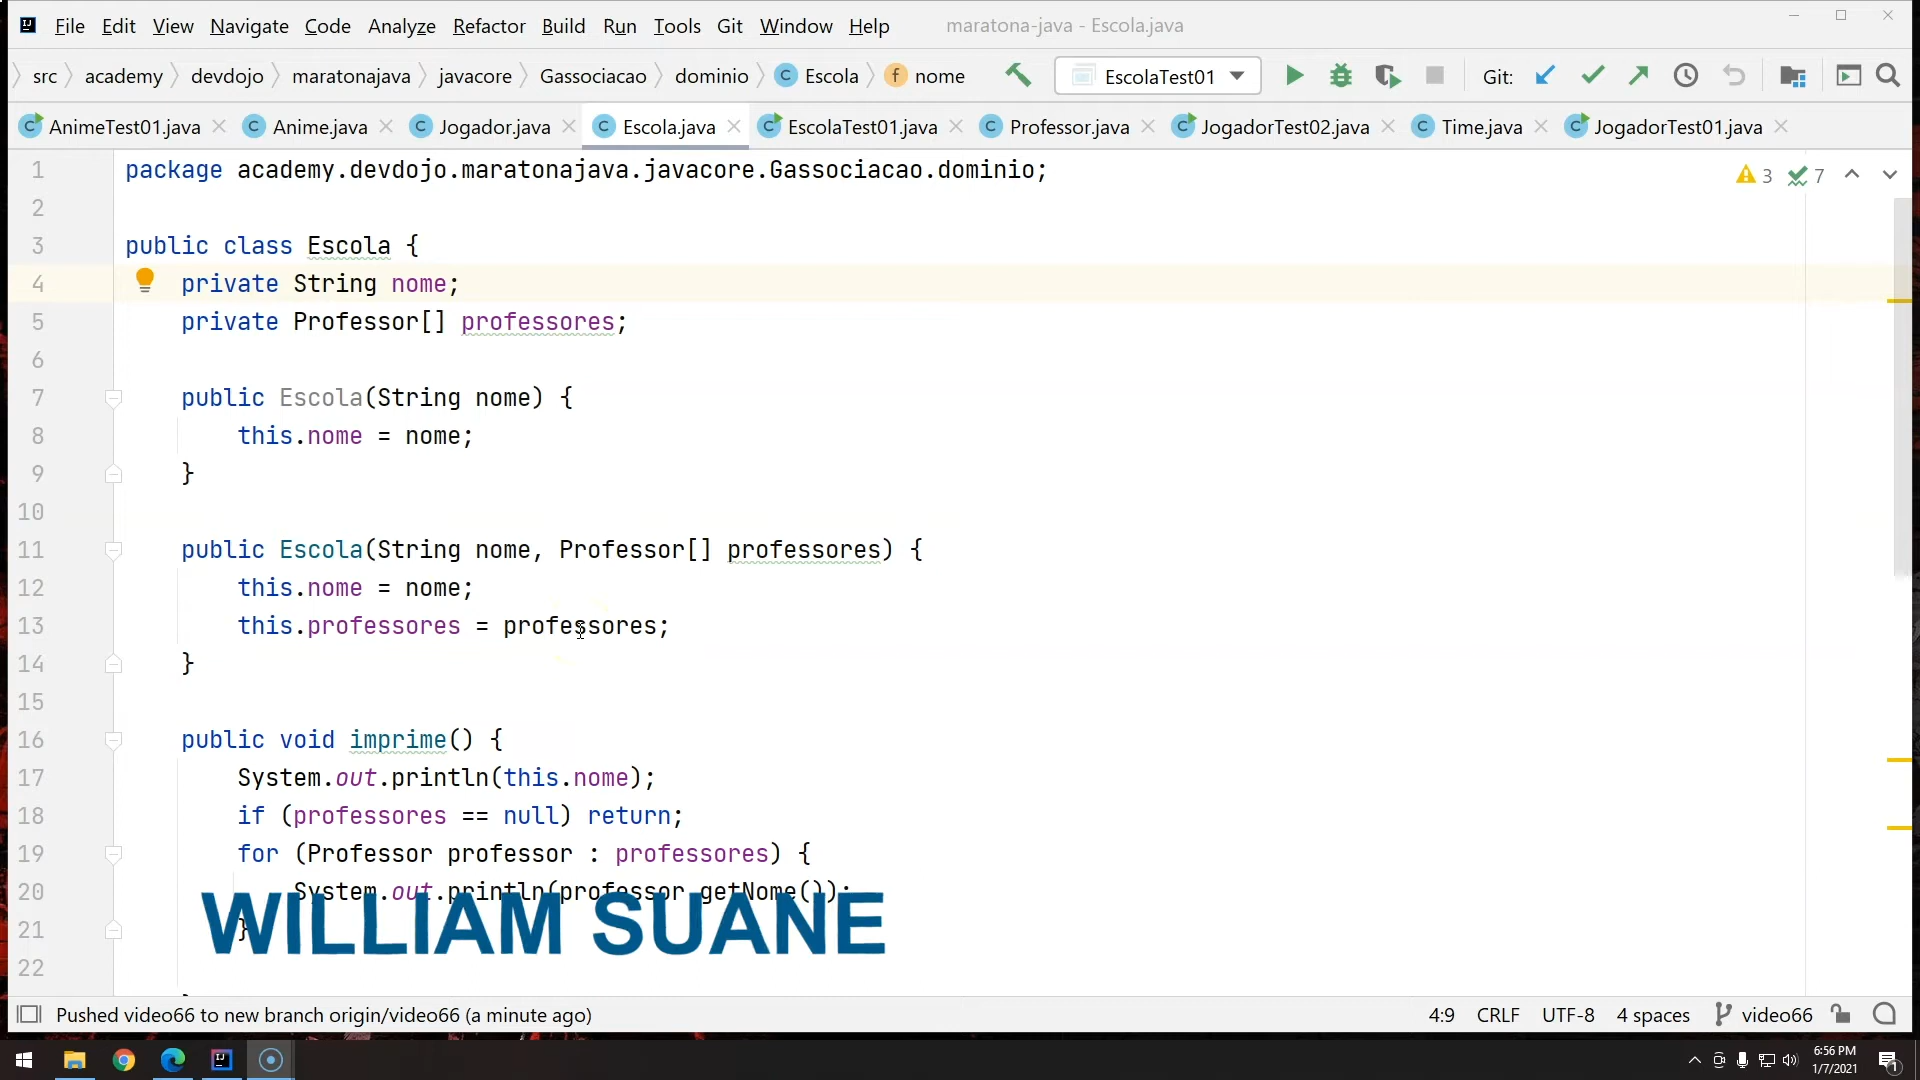 File Edit View Navigate Code Analyze Refactor Build Run Tools Git Window Help maratona-java - Escola.java
src academy devdojo maratonajava javacore Gassociacao dominio C Escola f nome EscolaTest01 Git:
AnimeTest01.java Anime.java Jogador.java Escola.java EscolaTest01.java Professor.java JogadorTest02.java Time.java JogadorTest01.java
1 package academy.devdojo.maratonajava.javacore.Gassociacao.dominio; 3 7
2
3 public class Escola {
4 private String nome;
5 private Professor[] professores;
6
7 public Escola(String nome) {
8 this.nome = nome;
9 }
10
11 public Escola(String nome, Professor[] professores) {
12 this.nome = nome;
13 this.professores = professores;
14 }
15
16 public void imprime() {
17 System.out.println(this.nome);
18 if (professores == null) return;
19 for (Professor professor : professores) {
20 System.out.println(professor.getNome());
21 }
WILLIAM SUANE
22
Pushed video66 to new branch origin/video66 (a minute ago) 4:9 CRLF UTF-8 4 spaces video66
6:56 PM
1/7/2021